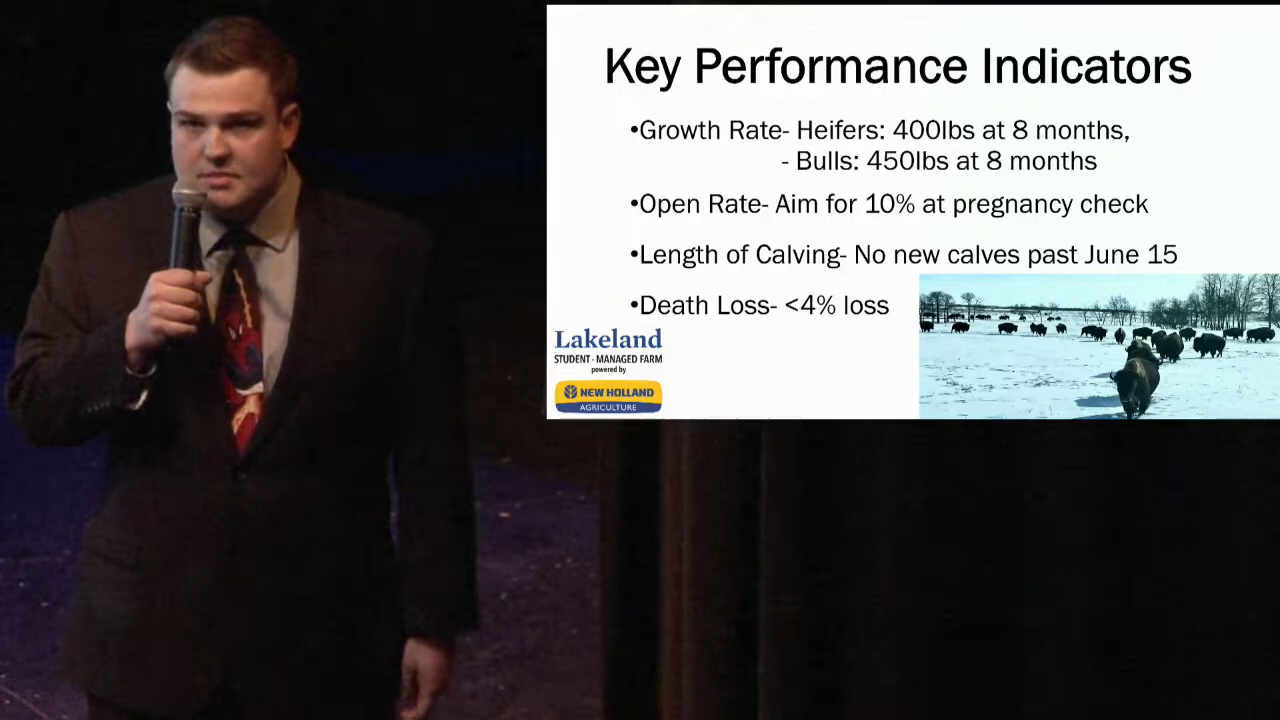 Key Performance Indicators
•Growth Rate- Heifers: 400lbs at 8 months,
- Bulls: 450lbs at 8 months
•Open Rate- Aim for 10% at pregnancy check
•Length of Calving- No new calves past June 15
•Death Loss- <4% loss
Lakeland
STUDENT - MANAGED FARM
powered by
NEW HOLLAND
AGRICULTURE